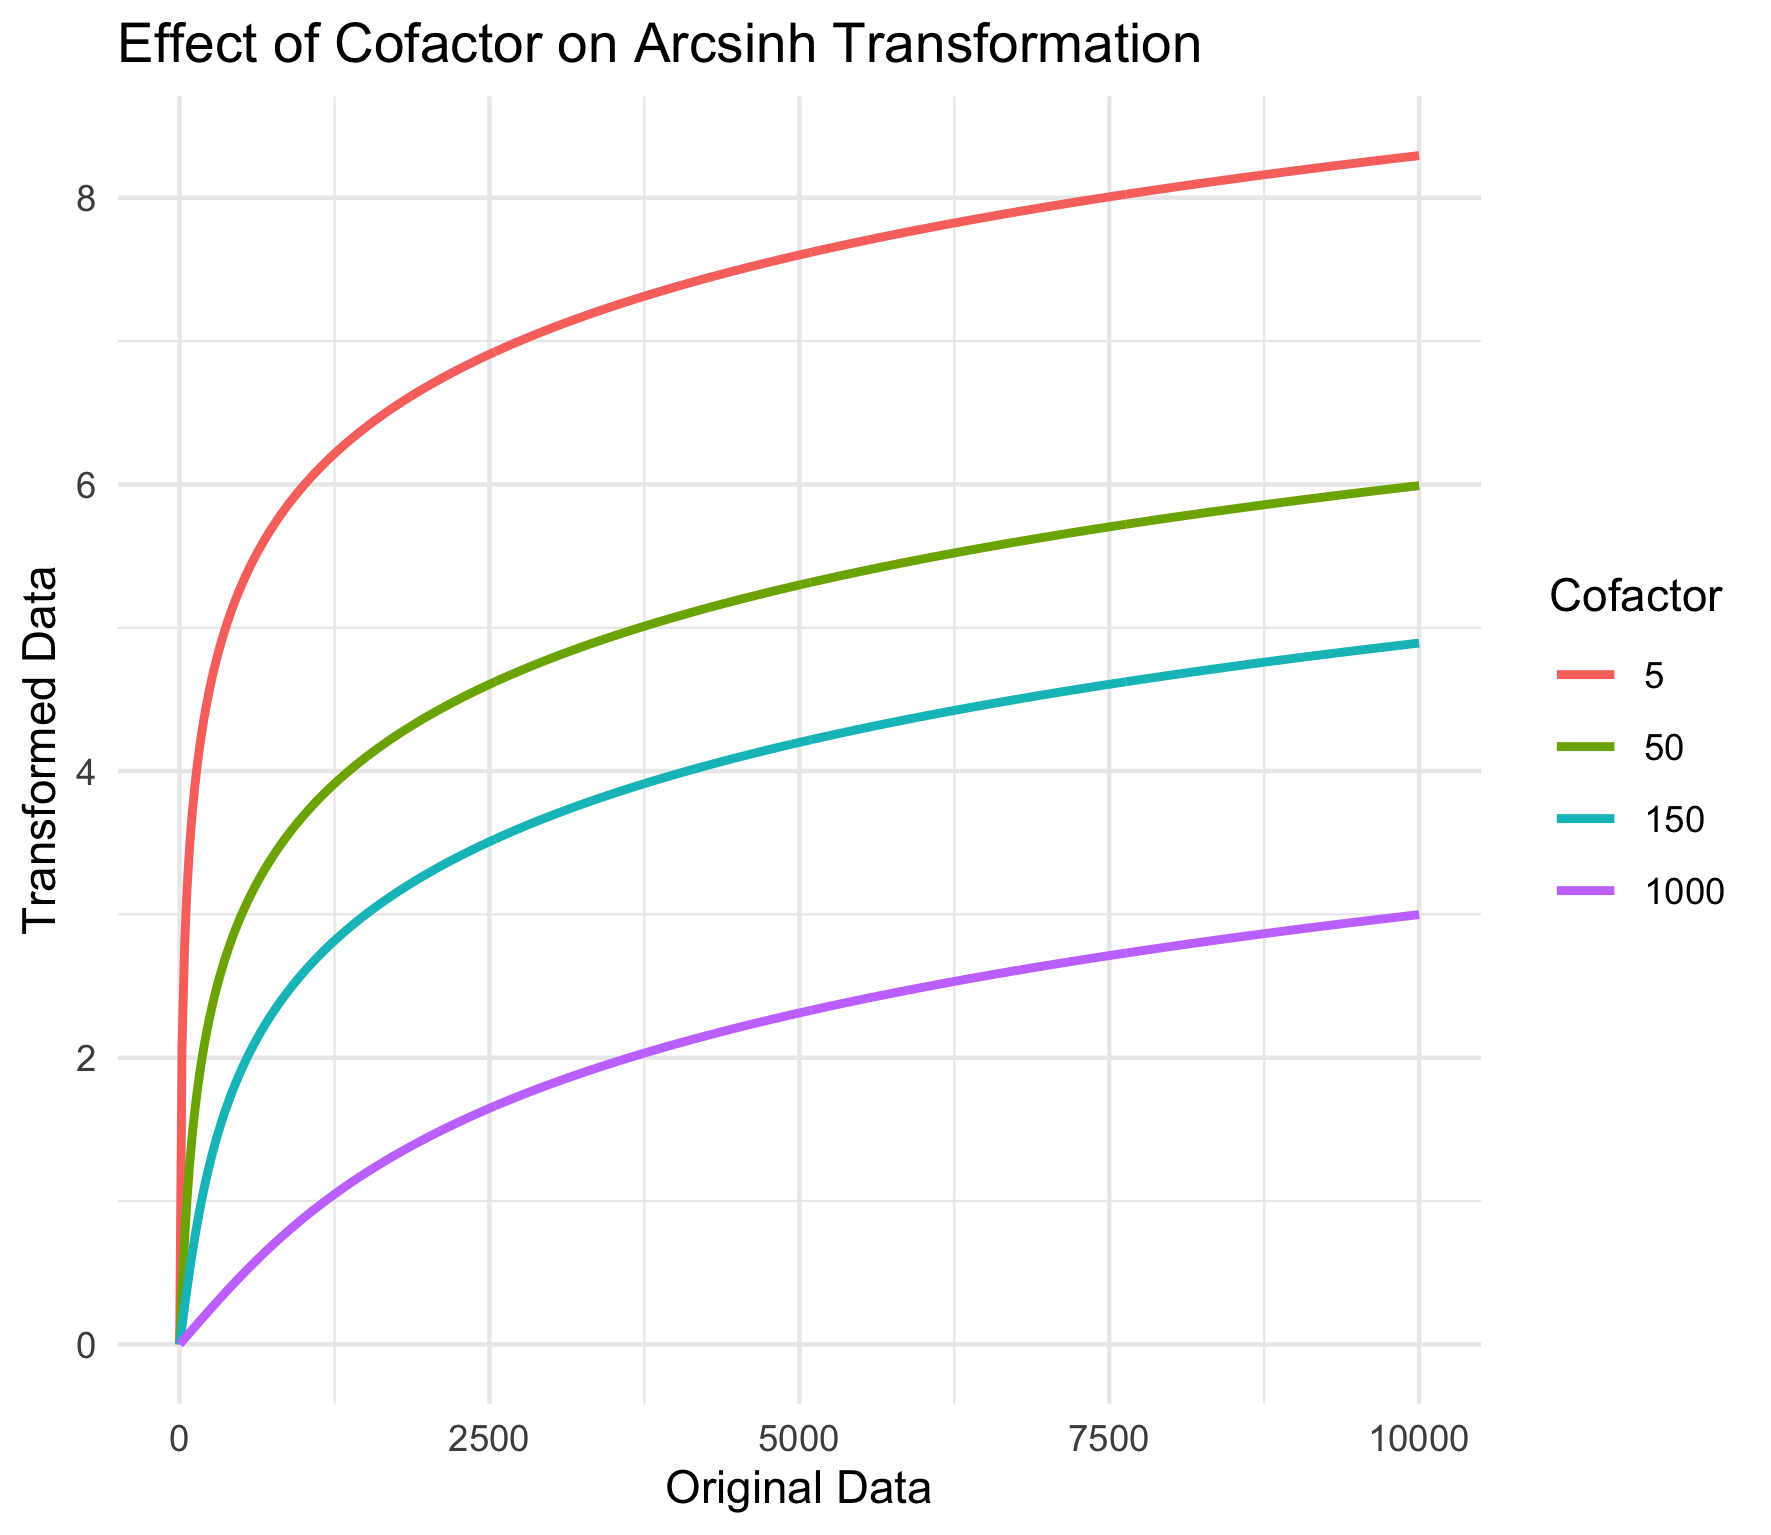 Effect of Cofactor on Arcsinh Transformation
8
6
4
2
0
Transformed Data
0 2500 5000 7500 10000
Original Data
Cofactor
5
50
150
1000